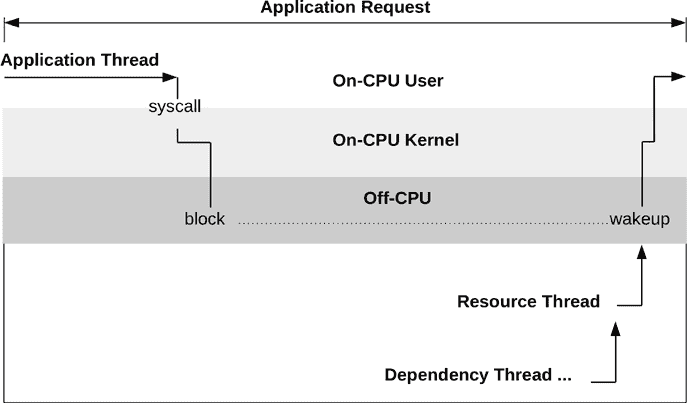 Application Request
Application Thread
On-CPU User
syscall
On-CPU Kernel
Off-CPU
block
wakeup
Resource Thread
Dependency Thread ...